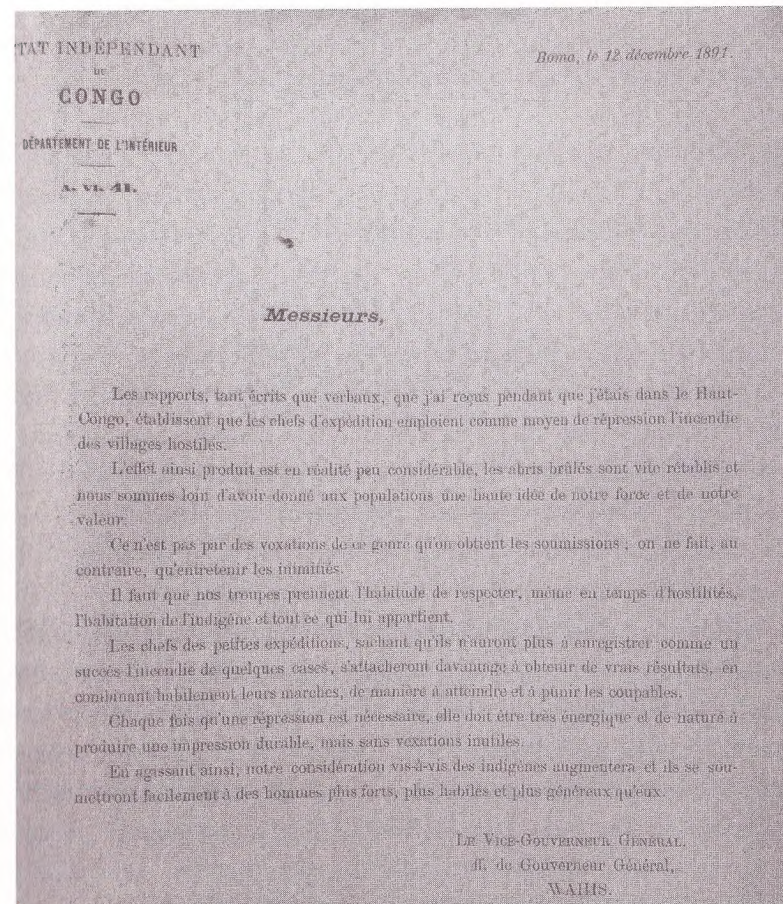 TAT INDÉPENDANT
DU
CONGO
DÉPARTEMENT DE L'INTÉRIEUR
A. VI. 41.
Boma, le 12 décembre 1891.
Messieurs,
Les rapports, tant écrits que verbaux, que j'ai reçus pendant que j'étais dans le Haut-
Congo, établissent que les chefs d'expédition emploient comme moyen de répression l'incendie
des villages hostiles.
L'effet ainsi produit est en réalité peu considérable, les abris brûlés sont vite rétablis et
nous sommes loin d'avoir donné aux populations une haute idée de notre force et de notre
valeur.
Ce n'est pas par des vexations de ce genre qu'on obtient les soumissions ; on ne fait, au
contraire, qu'entretenir les inimitiés.
Il faut que nos troupes prennent l'habitude de respecter, même en temps d'hostilités,
l'habitation de l'indigène et tout ce qui lui appartient.
Les chefs des petites expéditions, sachant qu'ils n'auront plus à enregistrer comme un
succès l'incendie de quelques cases, s'attacheront davantage à obtenir de vrais résultats, en
combinant habilement leurs marches, de manière à atteindre et à punir les coupables.
Chaque fois qu'une répression est nécessaire, elle doit être très énergique et de nature à
produire une impression durable, mais sans vexations inutiles.
En agissant ainsi, notre considération vis-à-vis des indigènes augmentera et ils se sou-
mettront facilement à des hommes plus forts, plus habiles et plus généreux qu'eux.
LE VICE-GOUVERNEUR GÉNÉRAL,
ff. de Gouverneur Général,
WAHIS.